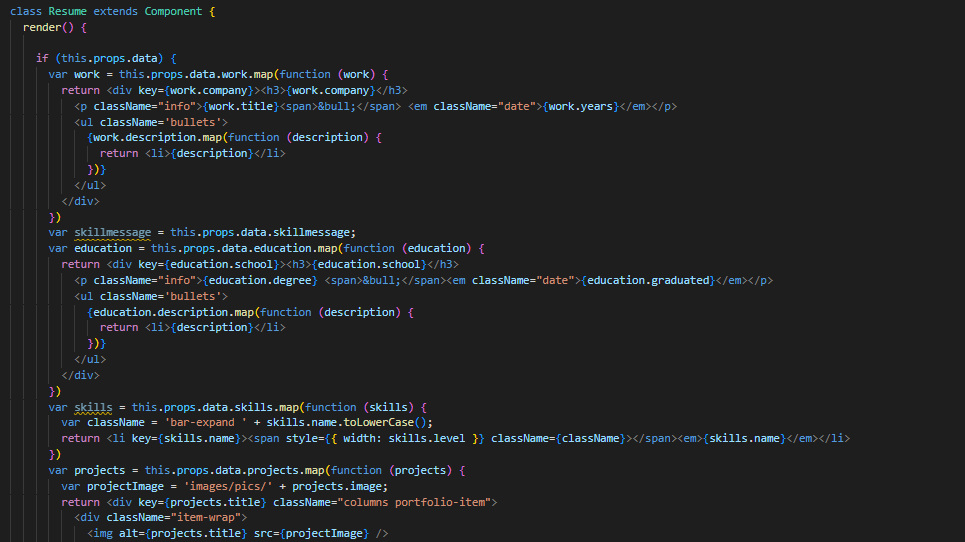 class Resume extends Component {
render() {
if (this.props.data) {
var work = this.props.data.work.map(function (work) {
return <div key={work.company}><h3>{work.company}</h3>
<p className="info">{work.title}<span>&bull;</span> <em className="date">{work.years}</em></p>
<ul className='bullets'>
{work.description.map(function (description) {
return <li>{description}</li>
})}
</ul>
</div>
})
var skillmessage = this.props.data.skillmessage;
var education = this.props.data.education.map(function (education) {
return <div key={education.school}><h3>{education.school}</h3>
<p className="info">{education.degree} <span>&bull;</span><em className="date">{education.graduated}</em></p>
<ul className='bullets'>
{education.description.map(function (description) {
return <li>{description}</li>
})}
</ul>
</div>
})
var skills = this.props.data.skills.map(function (skills) {
var className = 'bar-expand ' + skills.name.toLowerCase();
return <li key={skills.name}><span style={{ width: skills.level }} className={className}></span><em>{skills.name}</em></li>
})
var projects = this.props.data.projects.map(function (projects) {
var projectImage = 'images/pics/' + projects.image;
return <div key={projects.title} className="columns portfolio-item">
<div className="item-wrap">
<img alt={projects.title} src={projectImage} />